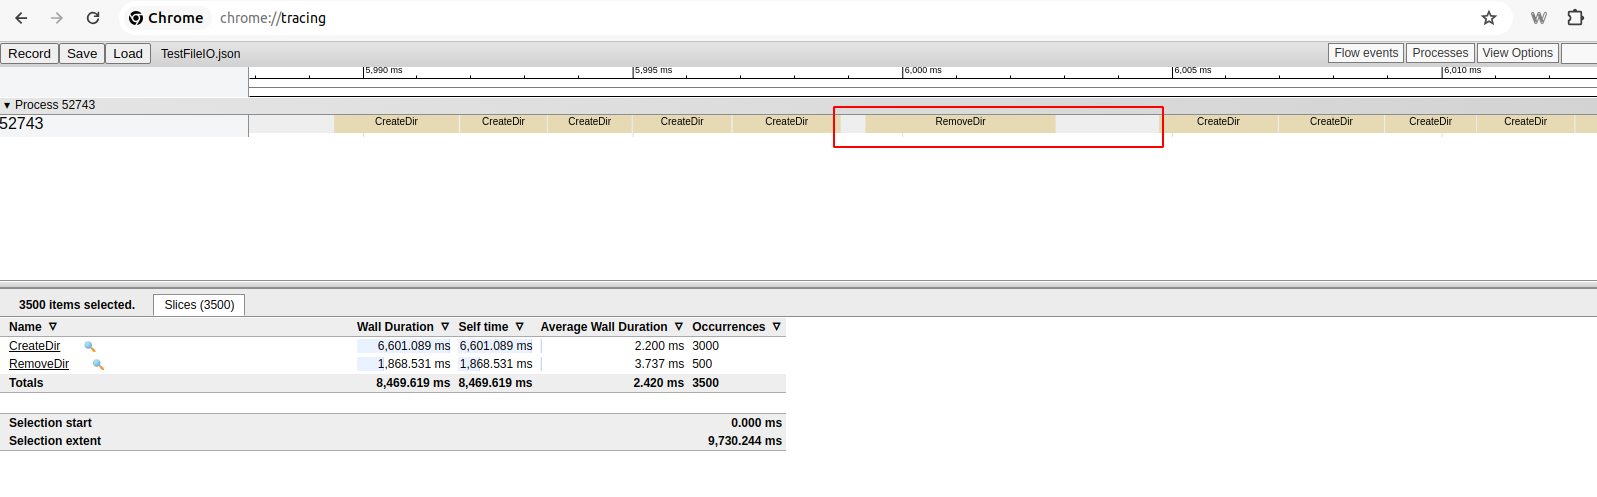 Chrome chrome://tracing
Record Save Load TestFileIO.json Flow events Processes View Options
5,990 ms 5,995 ms 6,000 ms 6,005 ms 6,010 ms
▼ Process 52743
52743 CreateDir CreateDir CreateDir CreateDir CreateDir RemoveDir CreateDir CreateDir CreateDir CreateDir
3500 items selected. Slices (3500)
Name ▽ Wall Duration ▽ Self time ▽ Average Wall Duration ▽ Occurrences ▽
CreateDir 6,601.089 ms 6,601.089 ms 2.200 ms 3000
RemoveDir 1,868.531 ms 1,868.531 ms 3.737 ms 500
Totals 8,469.619 ms 8,469.619 ms 2.420 ms 3500
Selection start 0.000 ms
Selection extent 9,730.244 ms